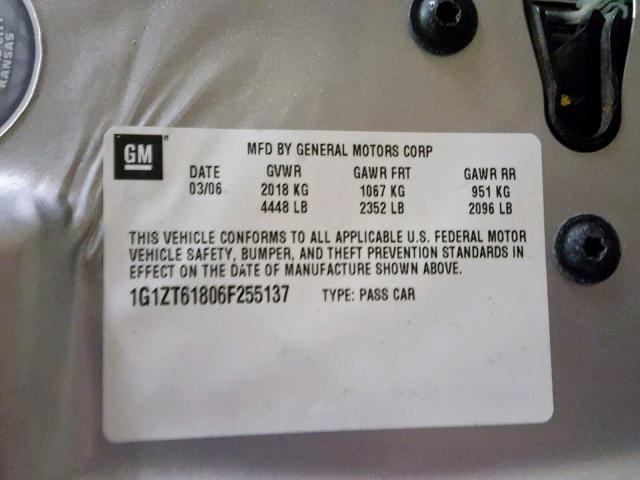 KANSAS
GM
MFD BY GENERAL MOTORS CORP
DATE GVWR GAWR FRT GAWR RR
03/06 2018 KG 1067 KG 951 KG
4448 LB 2352 LB 2096 LB
THIS VEHICLE CONFORMS TO ALL APPLICABLE U.S. FEDERAL MOTOR
VEHICLE SAFETY, BUMPER, AND THEFT PREVENTION STANDARDS IN
EFFECT ON THE DATE OF MANUFACTURE SHOWN ABOVE.
1G1ZT61806F255137 TYPE: PASS CAR